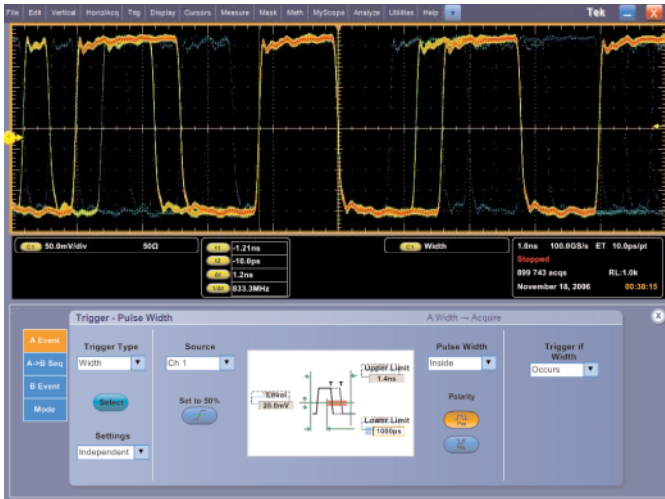 File Edit Vertical Horiz/Acq Trig Display Cursors Measure Mask Math MyScope Analyze Utilities Help Tek X
C1 50.0mV/div 50Ω
t1 -1.21ns
t2 -10.0ps
Δt 1.2ns
1/Δt 833.3MHz
C1 Width
1.0ns 100.0GS/s ET 10.0ps/pt
Stopped
899 743 acqs RL:1.0k
November 18, 2006 00:38:15
Trigger - Pulse Width A Width → Acquire X
A Event
A->B Seq
B Event
Mode
Trigger Type
Width
Select
Settings
Independent
Source
Ch 1
Set to 50%
Level
20.0mV
T T
Upper Limit
1.4ns
Lower Limit
1000ps
Pulse Width
Inside
Polarity
Pos
Neg
Trigger if
Width
Occurs